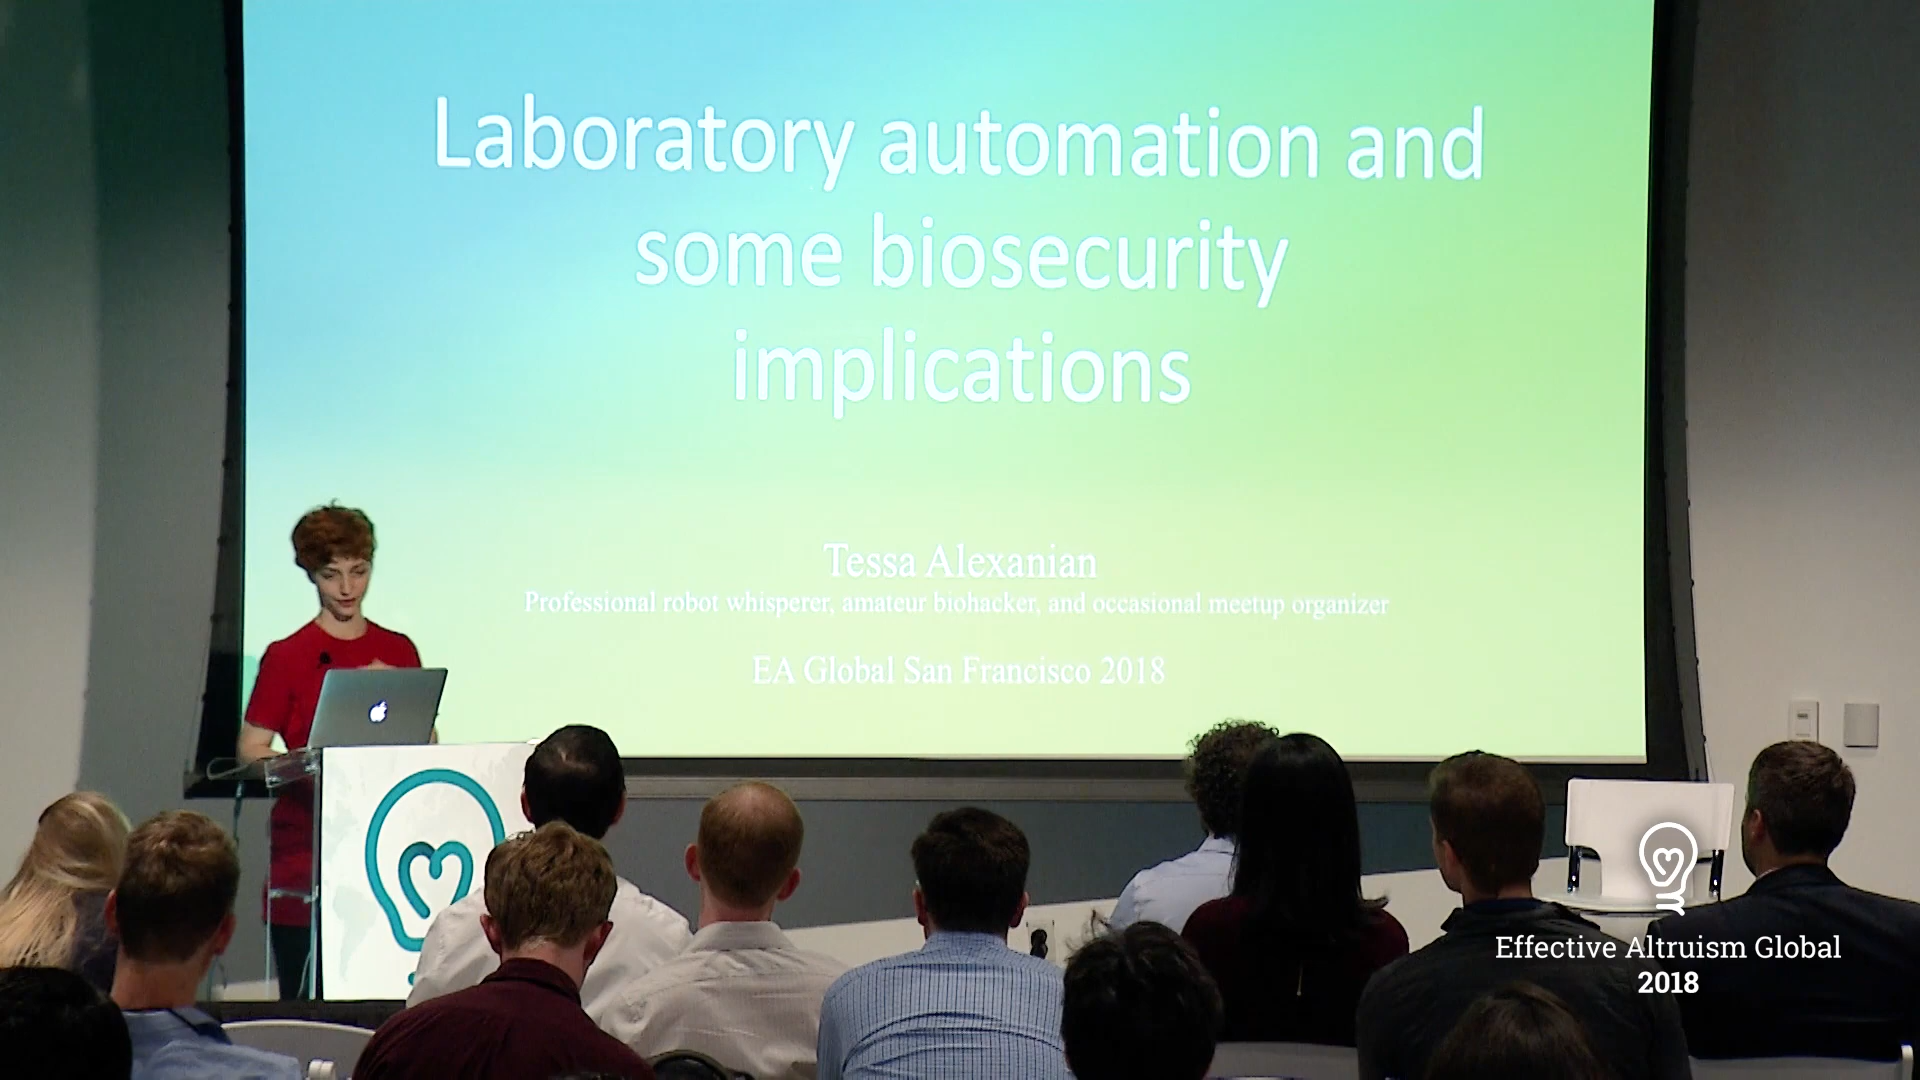 Laboratory automation and
some biosecurity
implications
Tessa Alexanian
Professional robot whisperer, amateur biohacker, and occasional meetup organizer
EA Global San Francisco 2018
Effective Altruism Global
2018